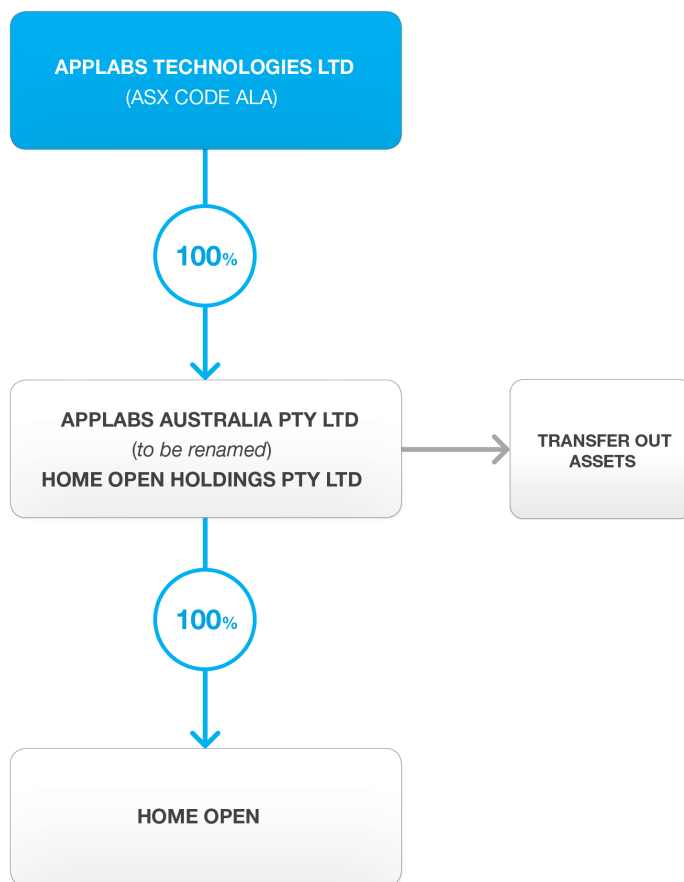 APPLABS TECHNOLOGIES LTD
(ASX CODE ALA)
100%
APPLABS AUSTRALIA PTY LTD
(to be renamed)
HOME OPEN HOLDINGS PTY LTD
TRANSFER OUT
ASSETS
100%
HOME OPEN